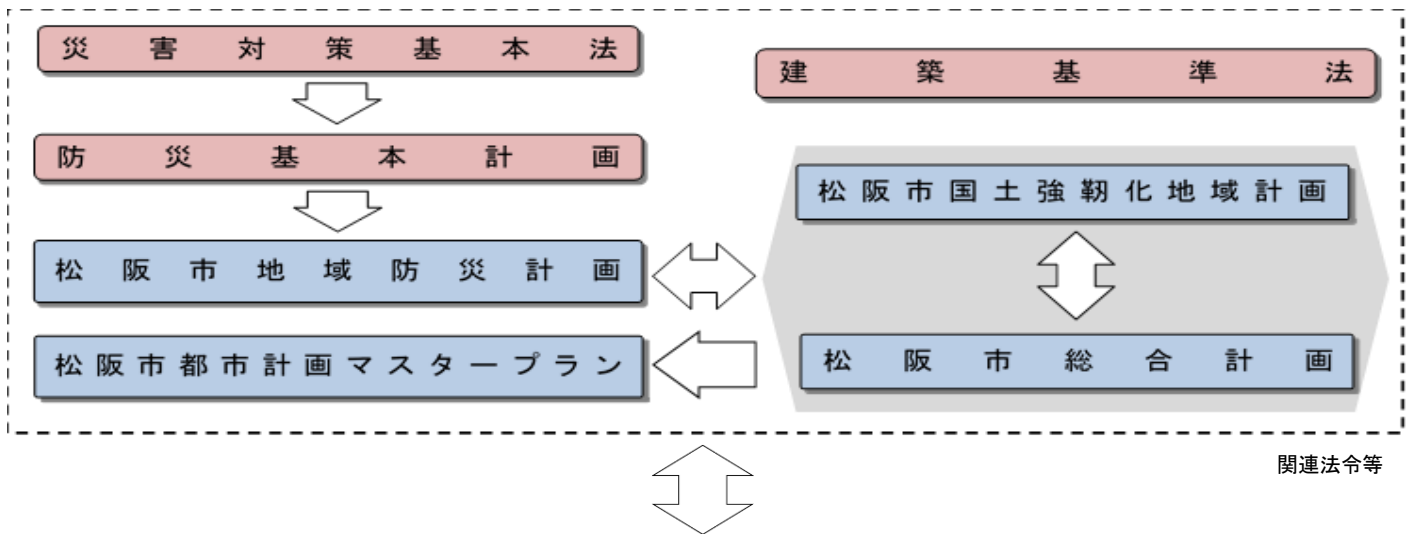 災害対策基本法
建築基準法
防災基本計画
松阪市国土強靭化地域計画
松阪市地域防災計画
松阪市都市計画マスタープラン
松阪市総合計画
関連法令等